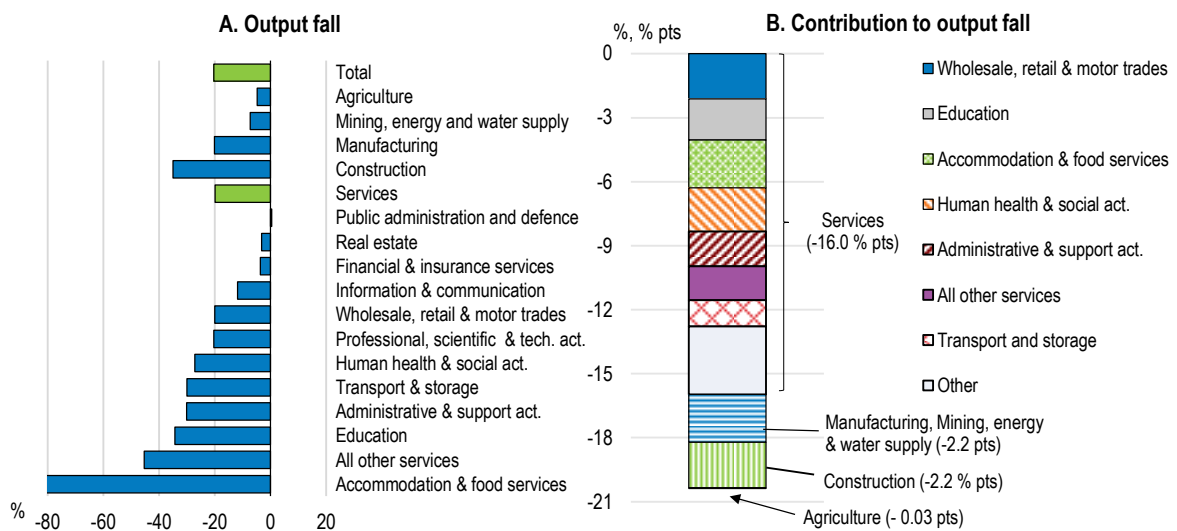 A. Output fall
Total
Agriculture
Mining, energy and water supply
Manufacturing
Construction
Services
Public administration and defence
Real estate
Financial & insurance services
Information & communication
Wholesale, retail & motor trades
Professional, scientific & tech. act.
Human health & social act.
Transport & storage
Administrative & support act.
Education
All other services
Accommodation & food services
%
-80 -60 -40 -20 0 20
B. Contribution to output fall
%, % pts
0
-3
-6
-9
-12
-15
-18
-21
Services
(-16.0 % pts)
Wholesale, retail & motor trades
Education
Accommodation & food services
Human health & social act.
Administrative & support act.
All other services
Transport and storage
Other
Manufacturing, Mining, energy
& water supply (-2.2 pts)
Construction (-2.2 % pts)
Agriculture (- 0.03 pts)